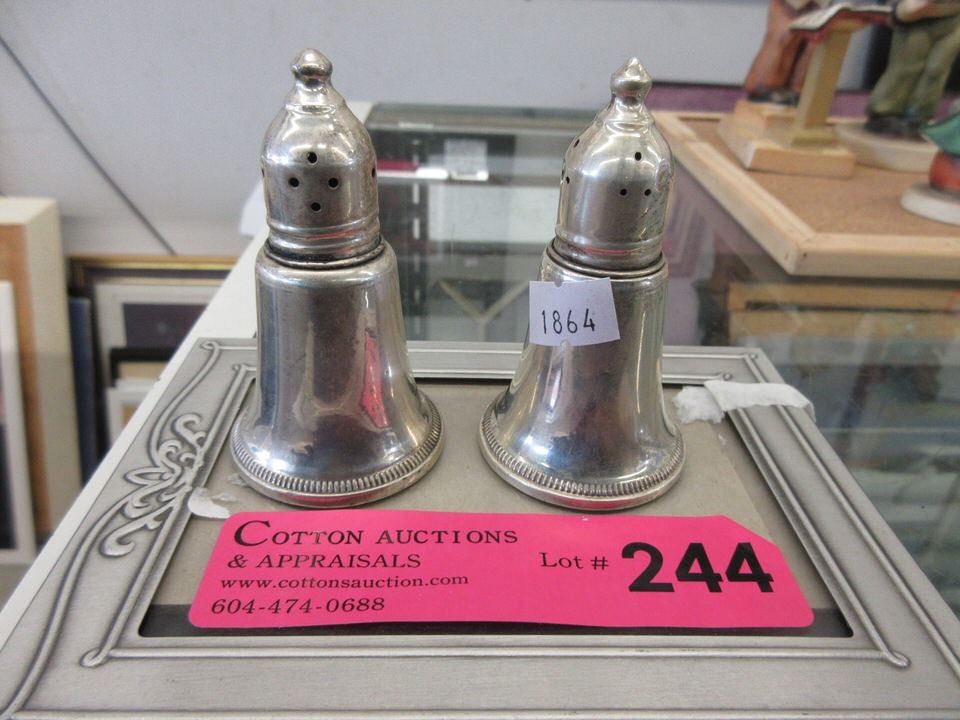 1864
COTTON AUCTIONS
& APPRAISALS
www.cottonsauction.com
604-474-0688
Lot # 244